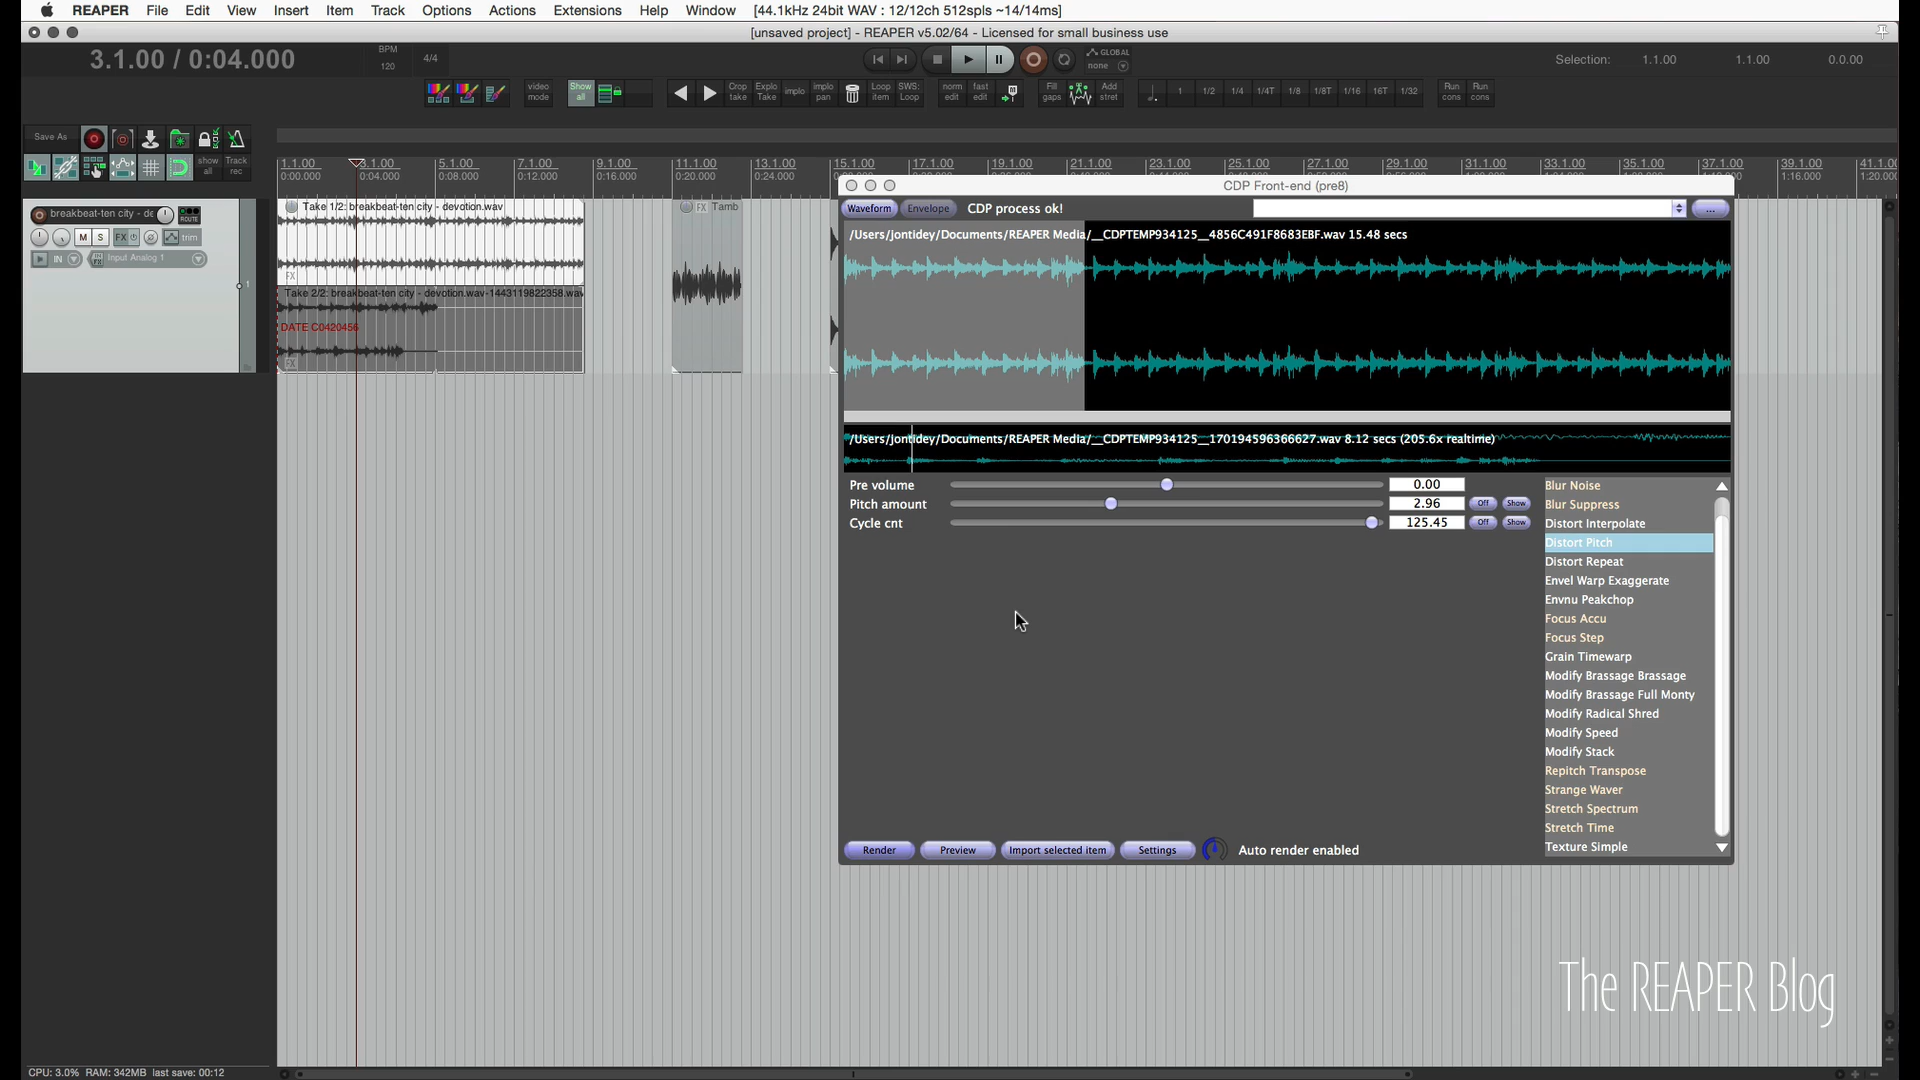 REAPER File Edit View Insert Item Track Options Actions Extensions Help Window [44.1kHz 24bit WAV : 12/12ch 512spls ~14/14ms]
[unsaved project] - REAPER v5.02/64 - Licensed for small business use
3.1.00 / 0:04.000
BPM
120
4/4
GLOBAL
none
Selection: 1.1.00 1.1.00 0.0.00
video mode
Show all
Crop take
Explo Take
implo
implo pan
Loop item
SWS: Loop
norm edit
fast edit
Fill gaps
Add stret
1 1/2 1/4 1/4T 1/8 1/8T 1/16 16T 1/32
Run cons
Run cons
Save As
show all
Track rec
1.1.00 3.1.00 5.1.00 7.1.00 9.1.00 11.1.00 13.1.00 15.1.00 17.1.00 19.1.00 21.1.00 23.1.00 25.1.00 27.1.00 29.1.00 31.1.00 33.1.00 35.1.00 37.1.00 39.1.00 41.1.00
0:00.000 0:04.000 0:08.000 0:12.000 0:16.000 0:20.000 0:24.000 1:16.000 1:20.000
breakbeat-ten city - de
ROUTE
M S FX trim
IN FX Input Analog 1
1
Take 1/2: breakbeat-ten city - devotion.wav
FX
Take 2/2: breakbeat-ten city - devotion.wav-1443119822358.wav
DATE C0420456
FX
FX Tamb
CDP Front-end (pre8)
Waveform Envelope CDP process ok! ...
/Users/jontidey/Documents/REAPER Media/__CDPTEMP934125__4856C491F8683EBF.wav 15.48 secs
/Users/jontidey/Documents/REAPER Media/__CDPTEMP934125__170194596366627.wav 8.12 secs (205.6x realtime)
Pre volume 0.00
Pitch amount 2.96 Off Show
Cycle cnt 125.45 Off Show
Blur Noise
Blur Suppress
Distort Interpolate
Distort Pitch
Distort Repeat
Envel Warp Exaggerate
Envnu Peakchop
Focus Accu
Focus Step
Grain Timewarp
Modify Brassage Brassage
Modify Brassage Full Monty
Modify Radical Shred
Modify Speed
Modify Stack
Repitch Transpose
Strange Waver
Stretch Spectrum
Stretch Time
Texture Simple
Render Preview Import selected item Settings Auto render enabled
The REAPER Blog
CPU: 3.0% RAM: 342MB last save: 00:12